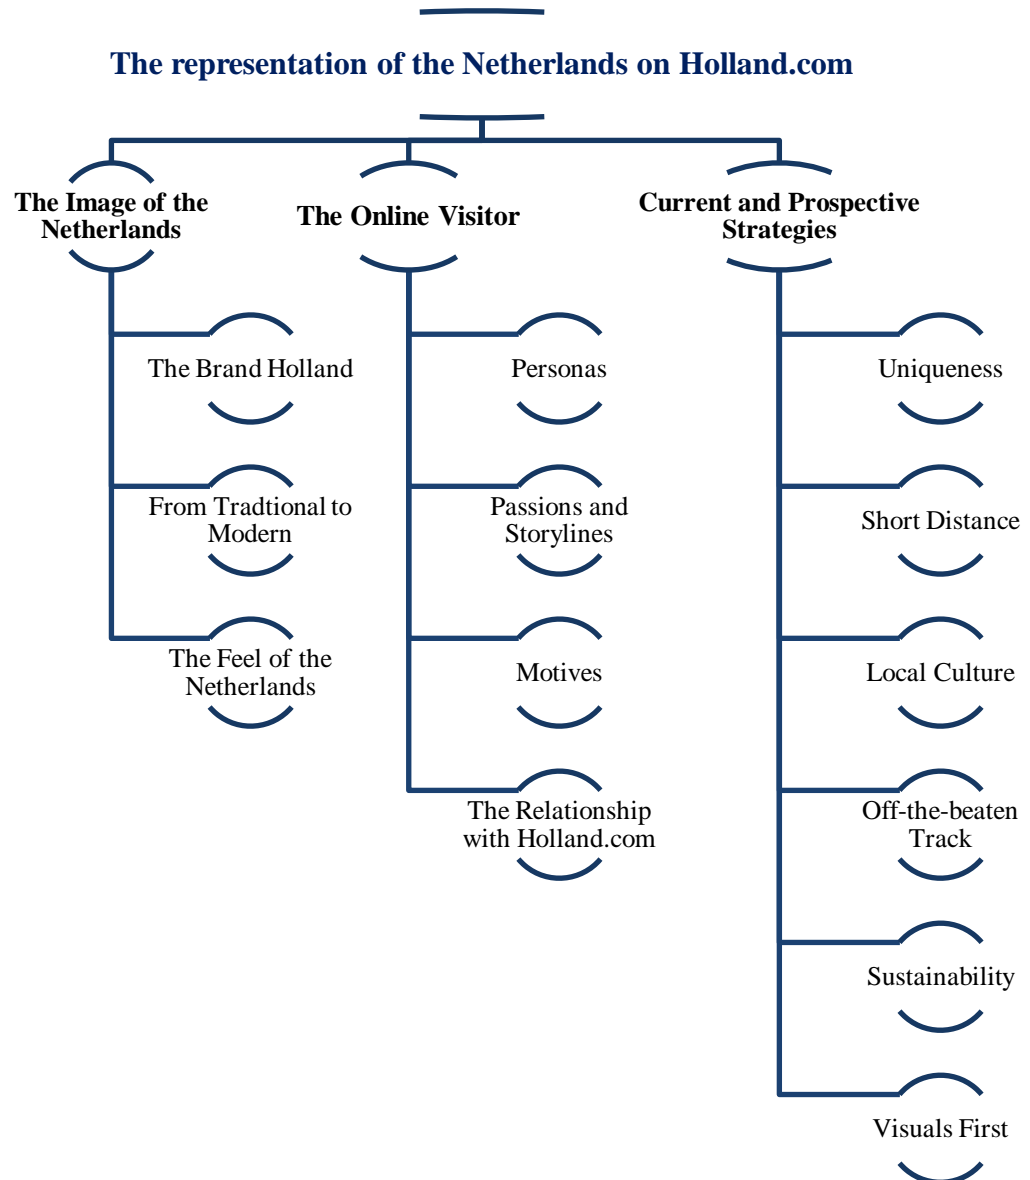 The representation of the Netherlands on Holland.com
The Image of the
Netherlands
The Brand Holland
From Tradtional to
Modern
The Feel of the
Netherlands
The Online Visitor
Personas
Passions and
Storylines
Motives
The Relationship
with Holland.com
Current and Prospective
Strategies
Uniqueness
Short Distance
Local Culture
Off-the-beaten
Track
Sustainability
Visuals First